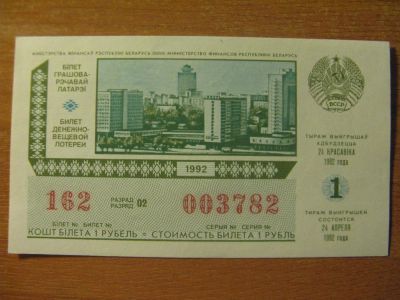 МІНІСТЭРСТВА ФІНАНСАЎ РЭСПУБЛІКІ БЕЛАРУСЬ МИНИСТЕРСТВО ФИНАНСОВ РЕСПУБЛИКИ БЕЛАРУСЬ
БІЛЕТ
ГРАШОВА-
РЭЧАВАЙ
ЛАТАРЭІ
БИЛЕТ
ДЕНЕЖНО-
ВЕЩЕВОЙ
ЛОТЕРЕИ
1992
БССР
ТЫРАЖ ВЫЙГРЫШАЎ
АДБУДЗЕЦЦА
24 КРАСАВІКА
1992 года
1
ТИРАЖ ВЫИГРЫШЕЙ
СОСТОИТСЯ
24 АПРЕЛЯ
1992 года
162
РАЗРАД
РАЗРЯД 02
003782
БІЛЕТ № БИЛЕТ №
СЕРЫЯ № СЕРИЯ №
КОШТ БІЛЕТА 1 РУБЕЛЬ = СТОИМОСТЬ БИЛЕТА 1 РУБЛЬ